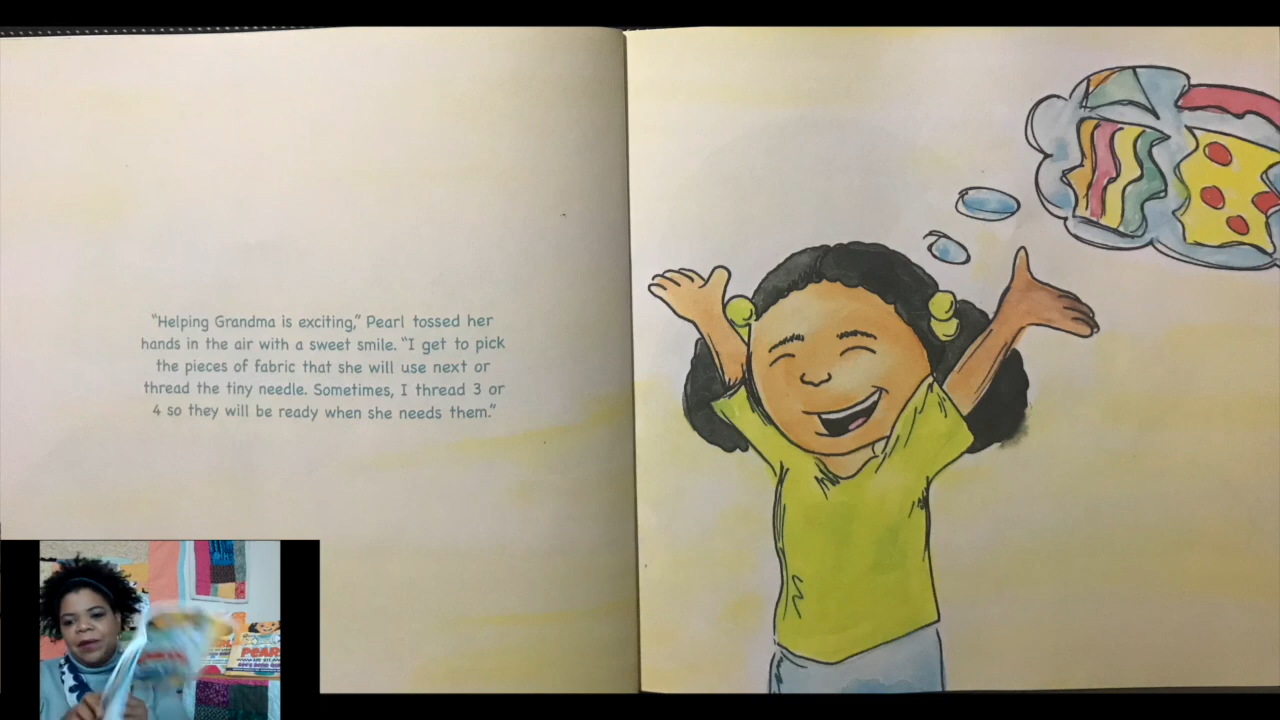 "Helping Grandma is exciting," Pearl tossed her
hands in the air with a sweet smile. "I get to pick
the pieces of fabric that she will use next or
thread the tiny needle. Sometimes, I thread 3 or
4 so they will be ready when she needs them."
PEARL